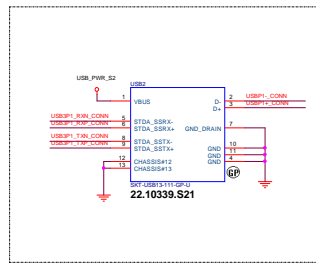 USB_PWR_S2
USB2
1 VBUS D- 2 USBP1-_CONN
D+ 3 USBP1+_CONN
USB3P1_RXN_CONN 5 STDA_SSRX-
USB3P1_RXP_CONN 6 STDA_SSRX+ GND_DRAIN 7
USB3P1_TXN_CONN 8 STDA_SSTX-
USB3P1_TXP_CONN 9 STDA_SSTX+ GND 10
GND 11
12 CHASSIS#12 GND 4
13 CHASSIS#13
GP
SKT-USB13-111-GP-U
22.10339.S21